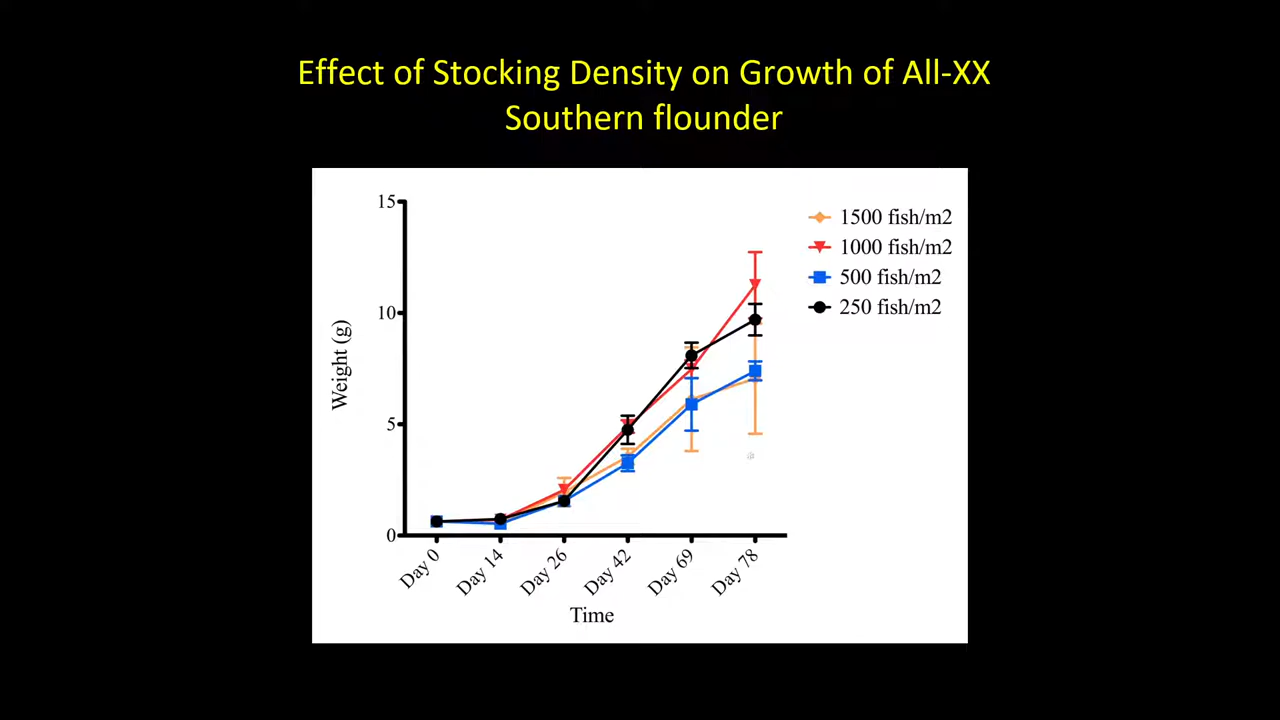 Effect of Stocking Density on Growth of All-XX
Southern flounder
15
10
5
0
Weight (g)
Day 0
Day 14
Day 26
Day 42
Day 69
Day 78
Time
1500 fish/m2
1000 fish/m2
500 fish/m2
250 fish/m2